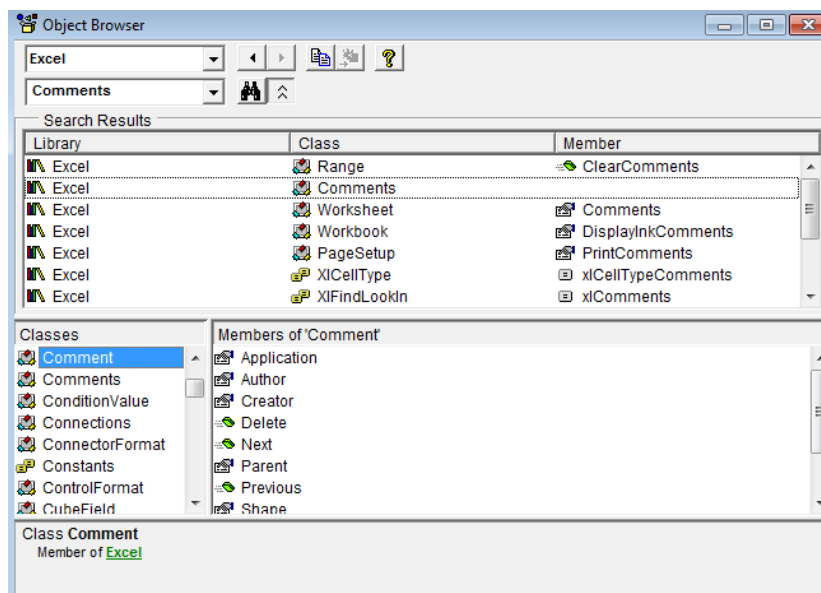 Object Browser
Excel
Comments
Search Results
Library Class Member
Excel Range ClearComments
Excel Comments
Excel Worksheet Comments
Excel Workbook DisplayInkComments
Excel PageSetup PrintComments
Excel XlCellType xlCellTypeComments
Excel XlFindLookIn xlComments
Classes Members of 'Comment'
Comment Application
Comments Author
ConditionValue Creator
Connections Delete
ConnectorFormat Next
Constants Parent
ControlFormat Previous
CubeField Shape
Class Comment
Member of Excel